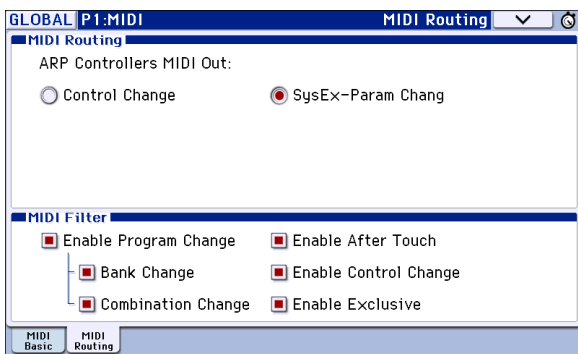 GLOBAL P1:MIDI MIDI Routing
MIDI Routing
ARP Controllers MIDI Out:
Control Change SysEx-Param Chang
MIDI Filter
Enable Program Change Enable After Touch
Bank Change Enable Control Change
Combination Change Enable Exclusive
MIDI Basic MIDI Routing